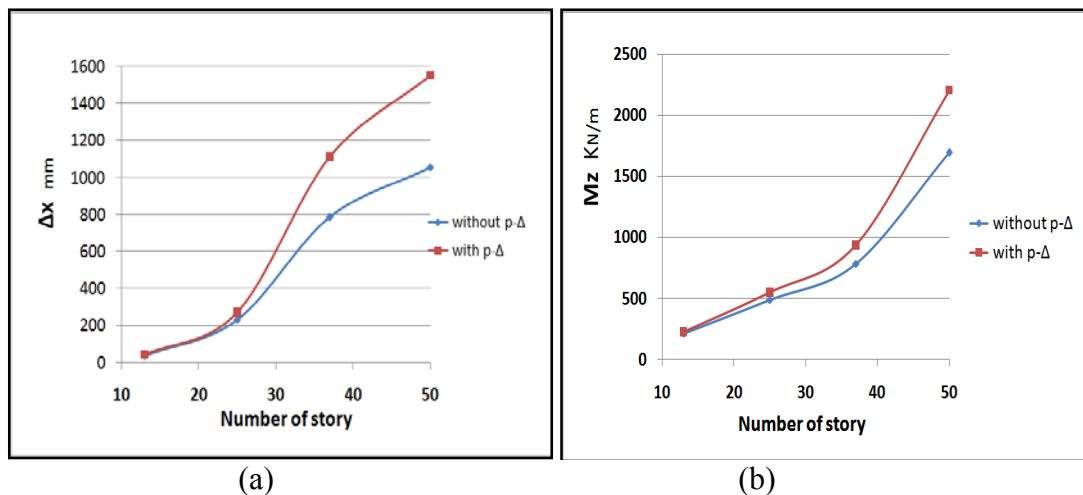 1600
1400
1200
1000
800
600
400
200
0
Δx mm
10 20 30 40 50
Number of story
without p-Δ
with p-Δ
(a)
2500
2000
1500
1000
500
0
Mz KN/m
10 20 30 40 50
Number of story
without p-Δ
with p-Δ
(b)